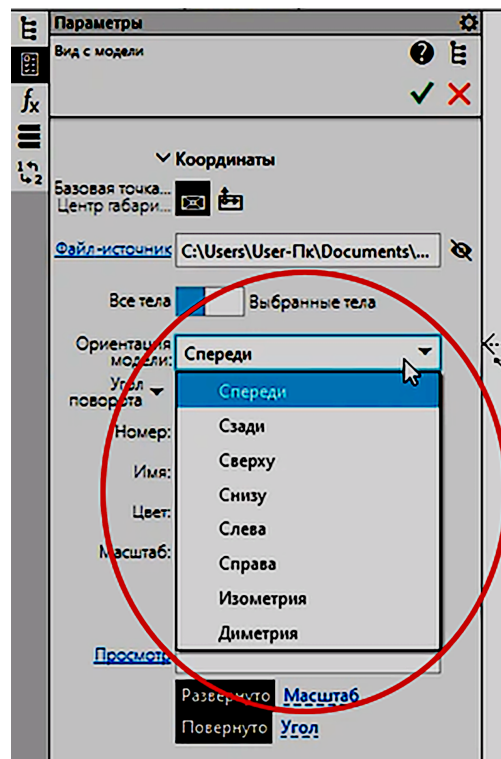 Параметры
Вид с модели
Координаты
Базовая точка...
Центр габари...
Файл-источник C:\Users\User-Пк\Documents\...
Все тела Выбранные тела
Ориентация модели: Спереди
Угол поворота
Спереди
Номер: Сзади
Сверху
Имя: Снизу
Цвет: Слева
Масштаб: Справа
Изометрия
Диметрия
Просмотр
Развернуто Масштаб
Повернуто Угол